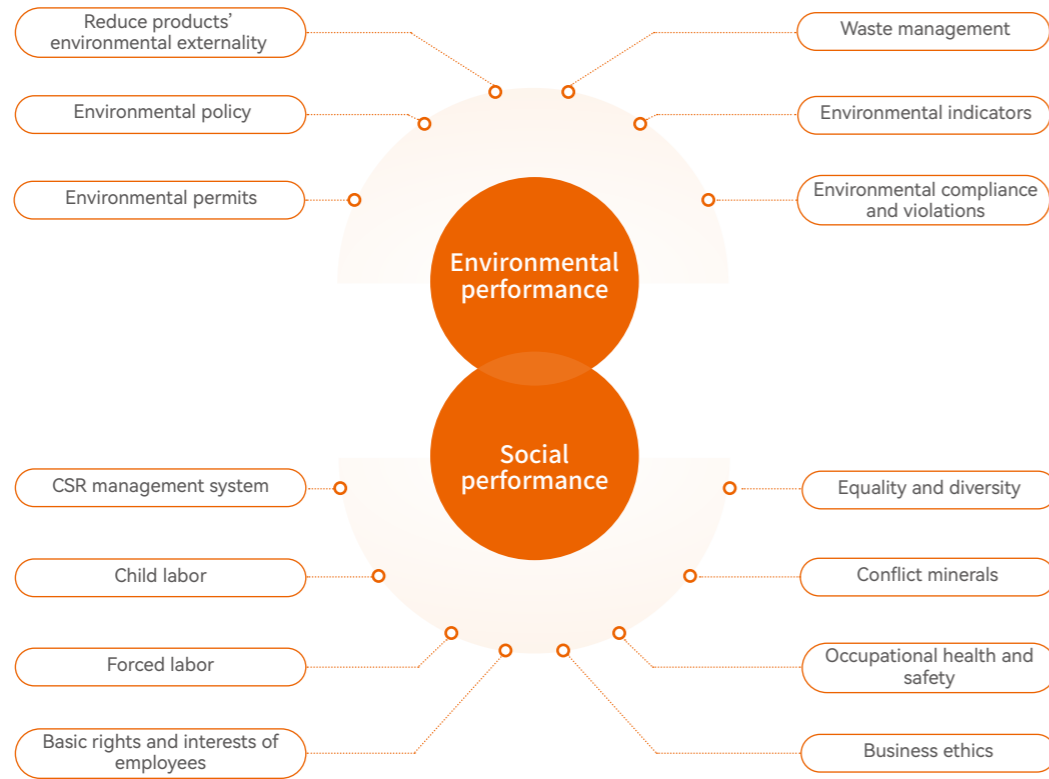 Reduce products’
environmental externality
Waste management
Environmental policy
Environmental indicators
Environmental permits
Environmental compliance
and violations
Environmental
performance
Social
performance
CSR management system
Equality and diversity
Child labor
Conflict minerals
Forced labor
Occupational health and
safety
Basic rights and interests of
employees
Business ethics